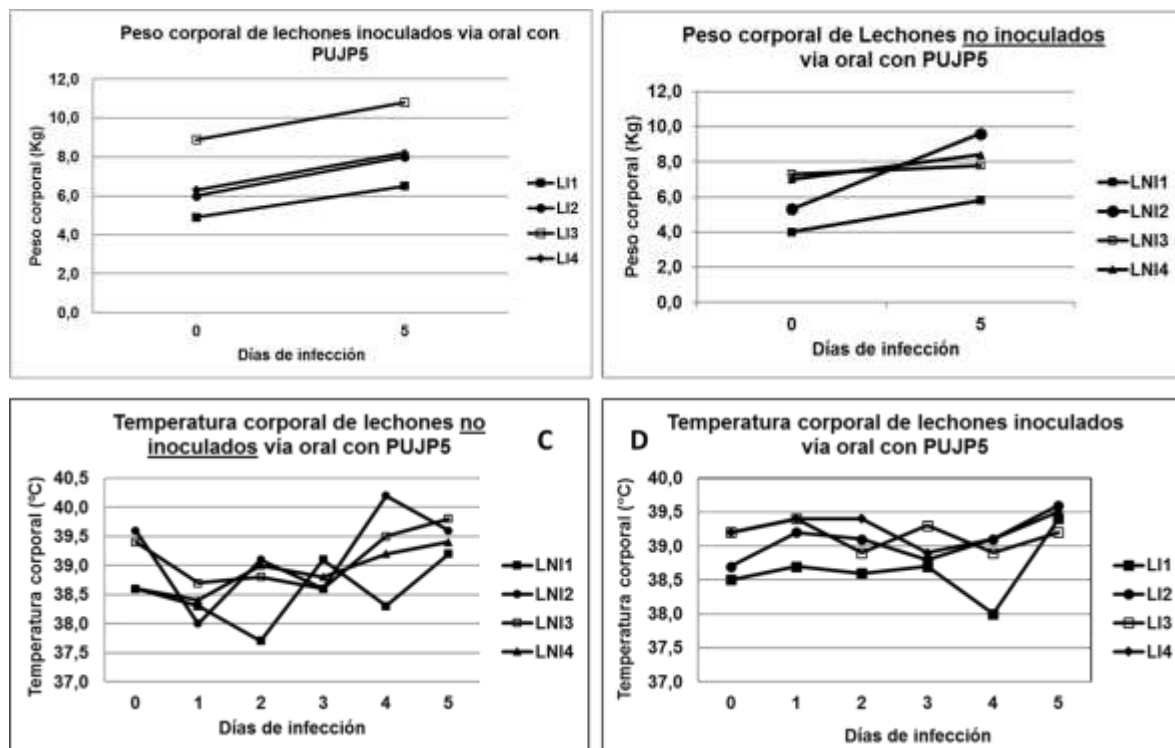 Peso corporal de lechones inoculados via oral con
PUJP5
12,0
10,0
8,0
6,0
4,0
2,0
0,0
Peso corporal (Kg)
0 5
Días de infección
LI1
LI2
LI3
LI4
Peso corporal de Lechones no inoculados
via oral con PUJP5
12,0
10,0
8,0
6,0
4,0
2,0
0,0
Peso corporal (Kg)
0 5
Días de infección
LNI1
LNI2
LNI3
LNI4
Temperatura corporal de lechones no
inoculados via oral con PUJP5
C
40,5
40,0
39,5
39,0
38,5
38,0
37,5
37,0
Temperatura corporal (°C)
0 1 2 3 4 5
Días de infección
LNI1
LNI2
LNI3
LNI4
D
Temperatura corporal de lechones inoculados
via oral con PUJP5
40,0
39,5
39,0
38,5
38,0
37,5
37,0
Temperatura corporal (°C)
0 1 2 3 4 5
Días de infección
LI1
LI2
LI3
LI4